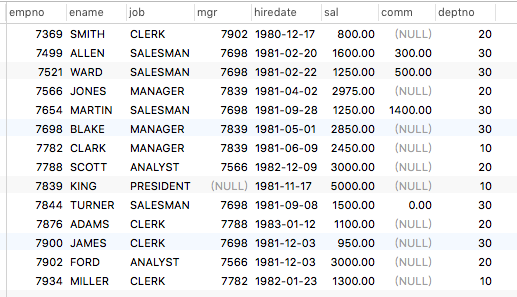 empno ename job mgr hiredate sal comm deptno
7369 SMITH CLERK 7902 1980-12-17 800.00 (NULL) 20
7499 ALLEN SALESMAN 7698 1981-02-20 1600.00 300.00 30
7521 WARD SALESMAN 7698 1981-02-22 1250.00 500.00 30
7566 JONES MANAGER 7839 1981-04-02 2975.00 (NULL) 20
7654 MARTIN SALESMAN 7698 1981-09-28 1250.00 1400.00 30
7698 BLAKE MANAGER 7839 1981-05-01 2850.00 (NULL) 30
7782 CLARK MANAGER 7839 1981-06-09 2450.00 (NULL) 10
7788 SCOTT ANALYST 7566 1982-12-09 3000.00 (NULL) 20
7839 KING PRESIDENT (NULL) 1981-11-17 5000.00 (NULL) 10
7844 TURNER SALESMAN 7698 1981-09-08 1500.00 0.00 30
7876 ADAMS CLERK 7788 1983-01-12 1100.00 (NULL) 20
7900 JAMES CLERK 7698 1981-12-03 950.00 (NULL) 30
7902 FORD ANALYST 7566 1981-12-03 3000.00 (NULL) 20
7934 MILLER CLERK 7782 1982-01-23 1300.00 (NULL) 10